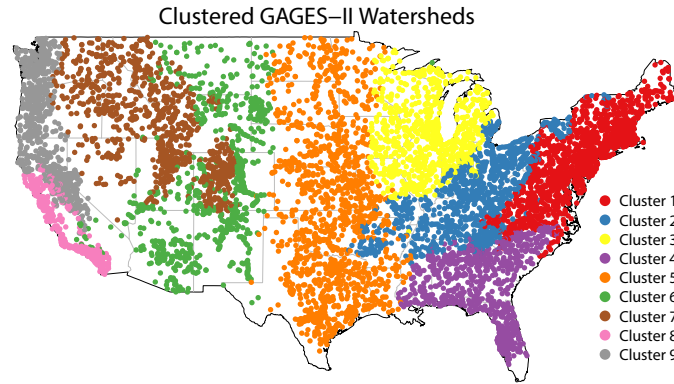 Clustered GAGES−II Watersheds
Cluster 1
Cluster 2
Cluster 3
Cluster 4
Cluster 5
Cluster 6
Cluster 7
Cluster 8
Cluster 9